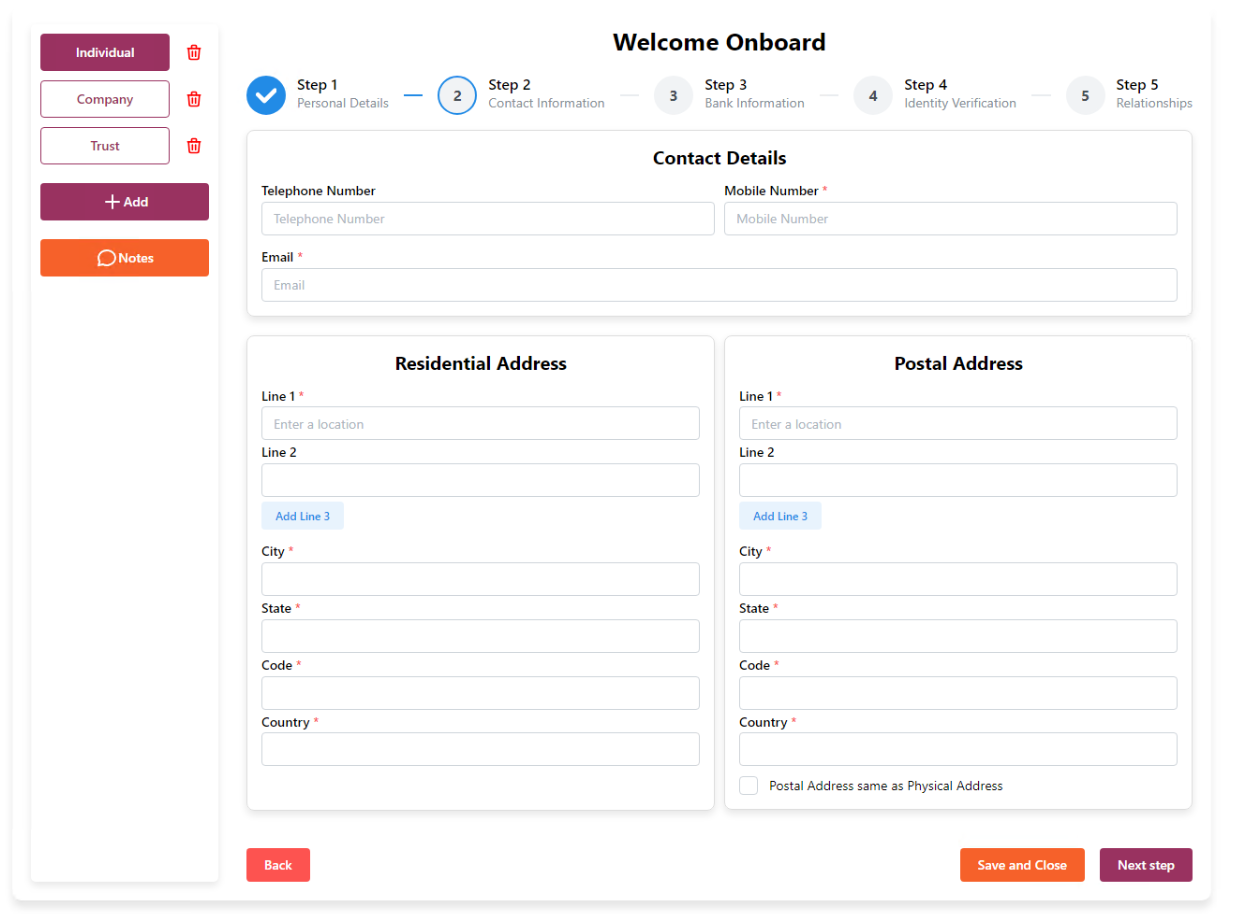 Individual
Company
Trust
+ Add
Notes
Welcome Onboard
Step 1
Personal Details
2
Step 2
Contact Information
3
Step 3
Bank Information
4
Step 4
Identity Verification
5
Step 5
Relationships
Contact Details
Telephone Number
Telephone Number
Mobile Number *
Mobile Number
Email *
Email
Residential Address
Line 1 *
Enter a location
Line 2
Add Line 3
City *
State *
Code *
Country *
Postal Address
Line 1 *
Enter a location
Line 2
Add Line 3
City *
State *
Code *
Country *
Postal Address same as Physical Address
Back
Save and Close
Next step